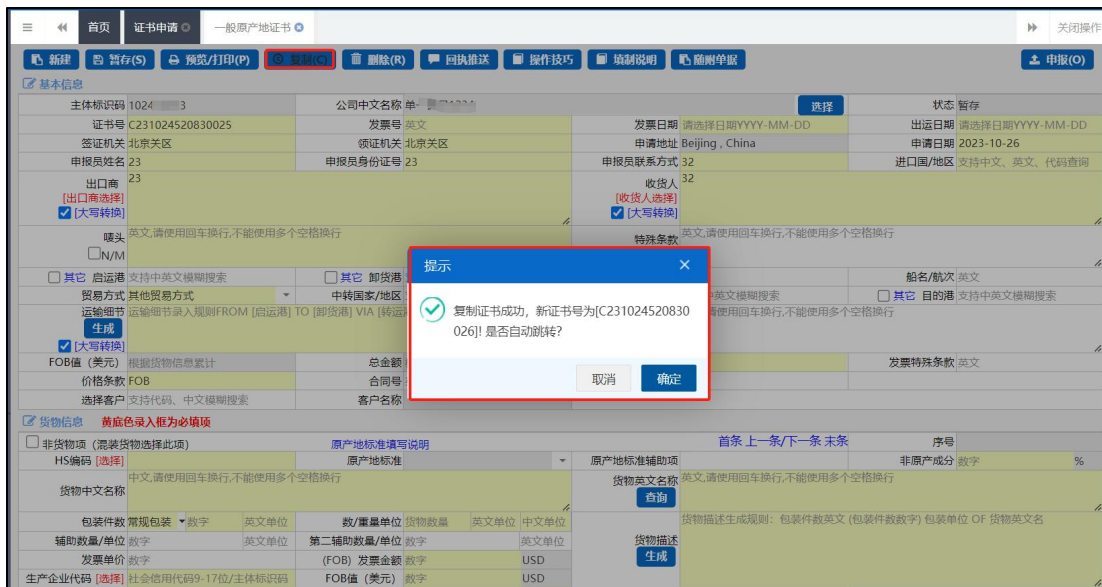 首页 证书申请 一般原产地证书 关闭操作
新建 暂存(S) 预览/打印(P) 复制(C) 删除(R) 回执推送 操作技巧 填制说明 随附单据 申报(O)
基本信息
主体标识码 1024 3 公司中文名称 单 选择 状态 暂存
证书号 C231024520830025 发票号 英文 发票日期 请选择日期YYYY-MM-DD 出运日期 请选择日期YYYY-MM-DD
签证机关 北京关区 领证机关 北京关区 申请地址 Beijing , China 申请日期 2023-10-26
申报员姓名 23 申报员身份证号 23 申报员联系方式 32 进口国/地区 支持中文、英文、代码查询
出口商 23 收货人 32
[出口商选择] [收货人选择]
[大写转换] [大写转换]
唛头 英文,请使用回车换行,不能使用多个空格换行 特殊条款 英文,请使用回车换行,不能使用多个空格换行
N/M
提示
其它 启运港 支持中英文模糊搜索 其它 卸货港 船名/航次 英文
贸易方式 其他贸易方式 中转国家/地区 中英文模糊搜索 其它 目的港 支持中英文模糊搜索
运输细节 运输细节录入规则FROM [启运港] TO [卸货港] VIA [转运 请使用回车换行,不能使用多个空格换行
生成
[大写转换]
复制证书成功，新证书号为[C231024520830
026]! 是否自动跳转?
取消 确定
FOB值（美元） 根据货物信息累计 总金额 发票特殊条款 英文
价格条款 FOB 合同号
选择客户 支持代码、中文模糊搜索 客户名称
货物信息 黄底色录入框为必填项
非货物项（混装货物选择此项） 原产地标准填写说明 首条 上一条/下一条 末条 序号
HS编码 [选择] 原产地标准 原产地标准辅助项 非原产成分 数字 %
货物中文名称 中文,请使用回车换行,不能使用多个空格换行 货物英文名称 英文,请使用回车换行,不能使用多个空格换行
查询
包装件数 常规包装 数字 英文单位 数/重量单位 货物数量 英文单位 中文单位 货物描述生成规则：包装件数英文 (包装件数数字) 包装单位 OF 货物英文名
辅助数量/单位 数字 英文单位 第二辅助数量/单位 数字 英文单位 货物描述
发票单价 数字 (FOB) 发票金额 数字 USD 生成
生产企业代码 [选择] 社会信用代码9-17位/主体标识码 FOB值（美元） 数字 USD